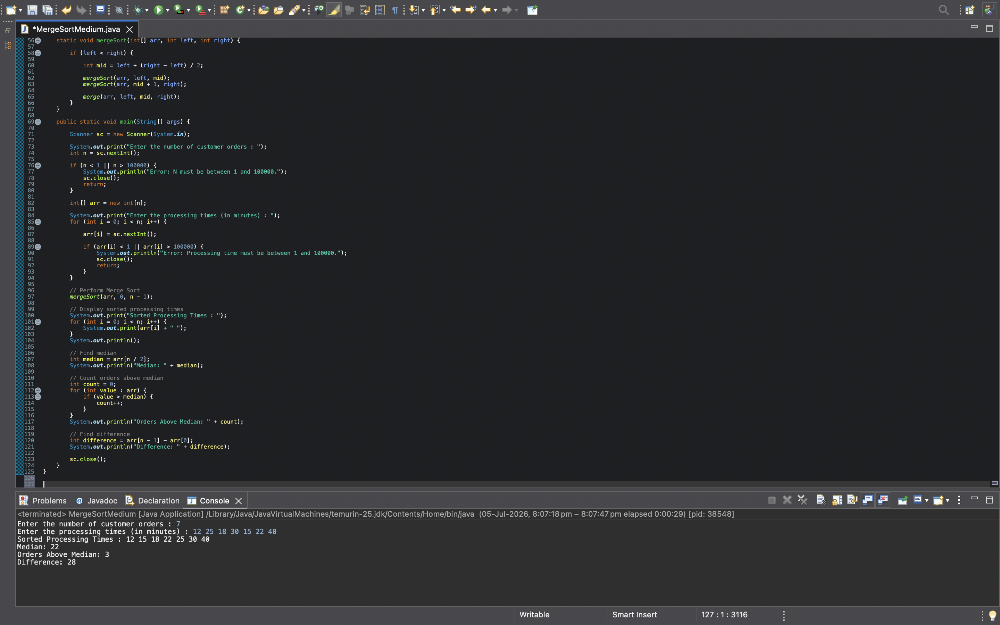 *MergeSortMedium.java
56 static void mergeSort(int[] arr, int left, int right) {
57
58 if (left < right) {
59
60 int mid = left + (right - left) / 2;
61
62 mergeSort(arr, left, mid);
63 mergeSort(arr, mid + 1, right);
64
65 merge(arr, left, mid, right);
66 }
67 }
68
69 public static void main(String[] args) {
70
71 Scanner sc = new Scanner(System.in);
72
73 System.out.print("Enter the number of customer orders : ");
74 int n = sc.nextInt();
75
76 if (n < 1 || n > 100000) {
77 System.out.println("Error: N must be between 1 and 100000.");
78 sc.close();
79 return;
80 }
81
82 int[] arr = new int[n];
83
84 System.out.print("Enter the processing times (in minutes) : ");
85 for (int i = 0; i < n; i++) {
86
87 arr[i] = sc.nextInt();
88
89 if (arr[i] < 1 || arr[i] > 100000) {
90 System.out.println("Error: Processing time must be between 1 and 100000.");
91 sc.close();
92 return;
93 }
94 }
95
96 // Perform Merge Sort
97 mergeSort(arr, 0, n - 1);
98
99 // Display sorted processing times
100 System.out.print("Sorted Processing Times : ");
101 for (int i = 0; i < n; i++) {
102 System.out.print(arr[i] + " ");
103 }
104 System.out.println();
105
106 // Find median
107 int median = arr[n / 2];
108 System.out.println("Median: " + median);
109
110 // Count orders above median
111 int count = 0;
112 for (int value : arr) {
113 if (value > median) {
114 count++;
115 }
116 }
117 System.out.println("Orders Above Median: " + count);
118
119 // Find difference
120 int difference = arr[n - 1] - arr[0];
121 System.out.println("Difference: " + difference);
122
123 sc.close();
124 }
125 }
126
127
Problems Javadoc Declaration Console
<terminated> MergeSortMedium [Java Application] /Library/Java/JavaVirtualMachines/temurin-25.jdk/Contents/Home/bin/java (05-Jul-2026, 8:07:18 pm – 8:07:47 pm elapsed 0:00:29) [pid: 38548]
Enter the number of customer orders : 7
Enter the processing times (in minutes) : 12 25 18 30 15 22 40
Sorted Processing Times : 12 15 18 22 25 30 40
Median: 22
Orders Above Median: 3
Difference: 28
Writable Smart Insert 127 : 1 : 3116